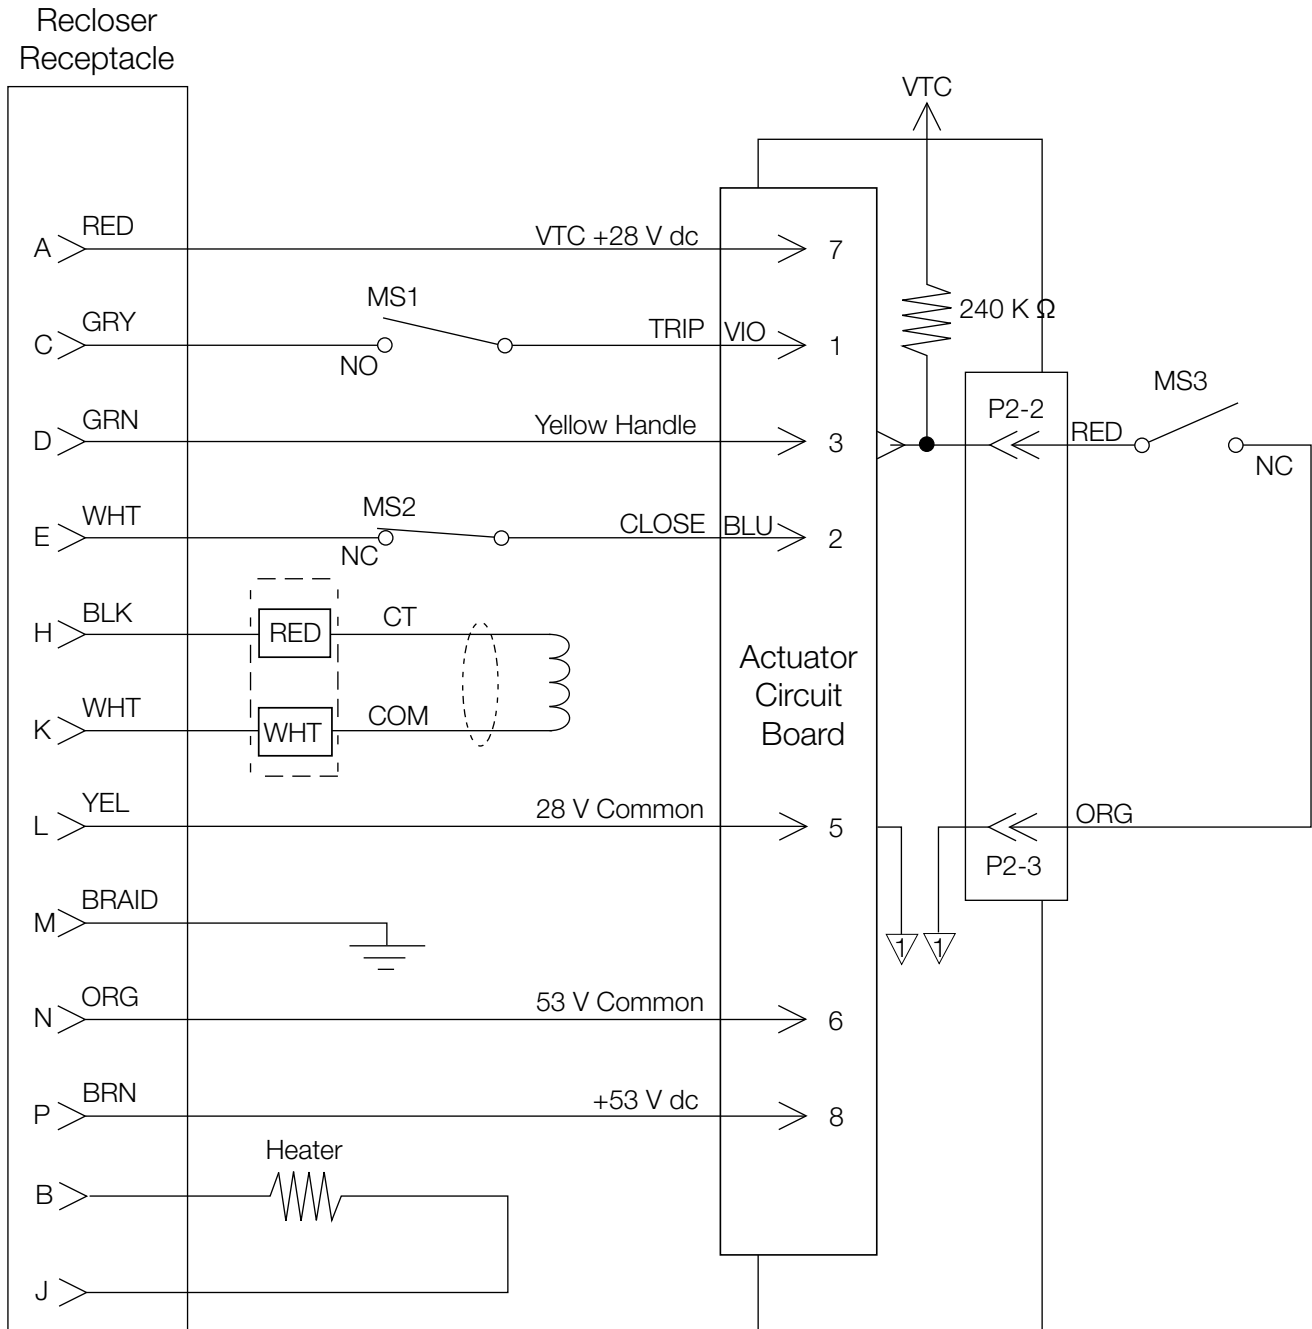 Recloser
Receptacle
VTC
A RED VTC +28 V dc 7
240 K Ω
C GRY MS1 NO TRIP VIO 1
MS3
P2-2
D GRN Yellow Handle 3 RED NC
E WHT MS2 NC CLOSE BLU 2
H BLK RED CT
Actuator
Circuit
Board
K WHT WHT COM
L YEL 28 V Common 5 ORG
P2-3
M BRAID
1 1
N ORG 53 V Common 6
P BRN +53 V dc 8
Heater
B
J